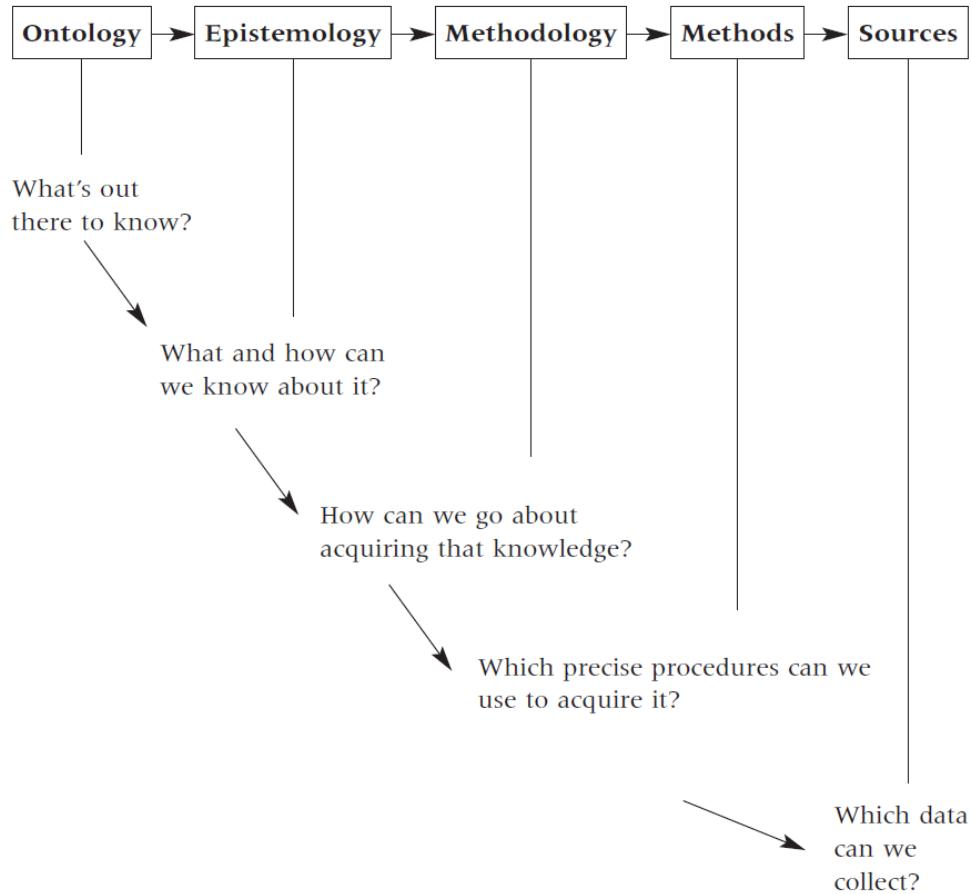 Ontology Epistemology Methodology Methods Sources
What’s out
there to know?
What and how can
we know about it?
How can we go about
acquiring that knowledge?
Which precise procedures can we
use to acquire it?
Which data
can we
collect?